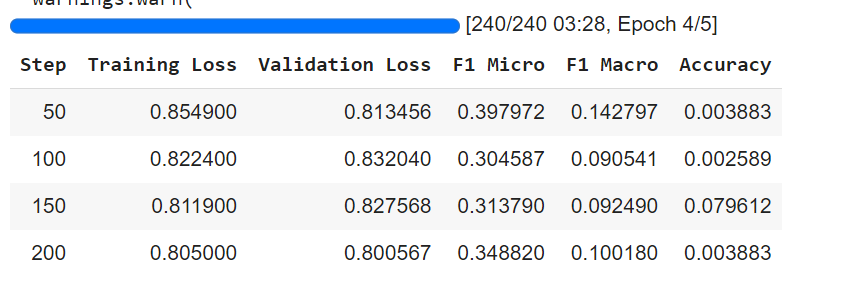 warnings.warn(
[240/240 03:28, Epoch 4/5]
Step Training Loss Validation Loss F1 Micro F1 Macro Accuracy
50 0.854900 0.813456 0.397972 0.142797 0.003883
100 0.822400 0.832040 0.304587 0.090541 0.002589
150 0.811900 0.827568 0.313790 0.092490 0.079612
200 0.805000 0.800567 0.348820 0.100180 0.003883